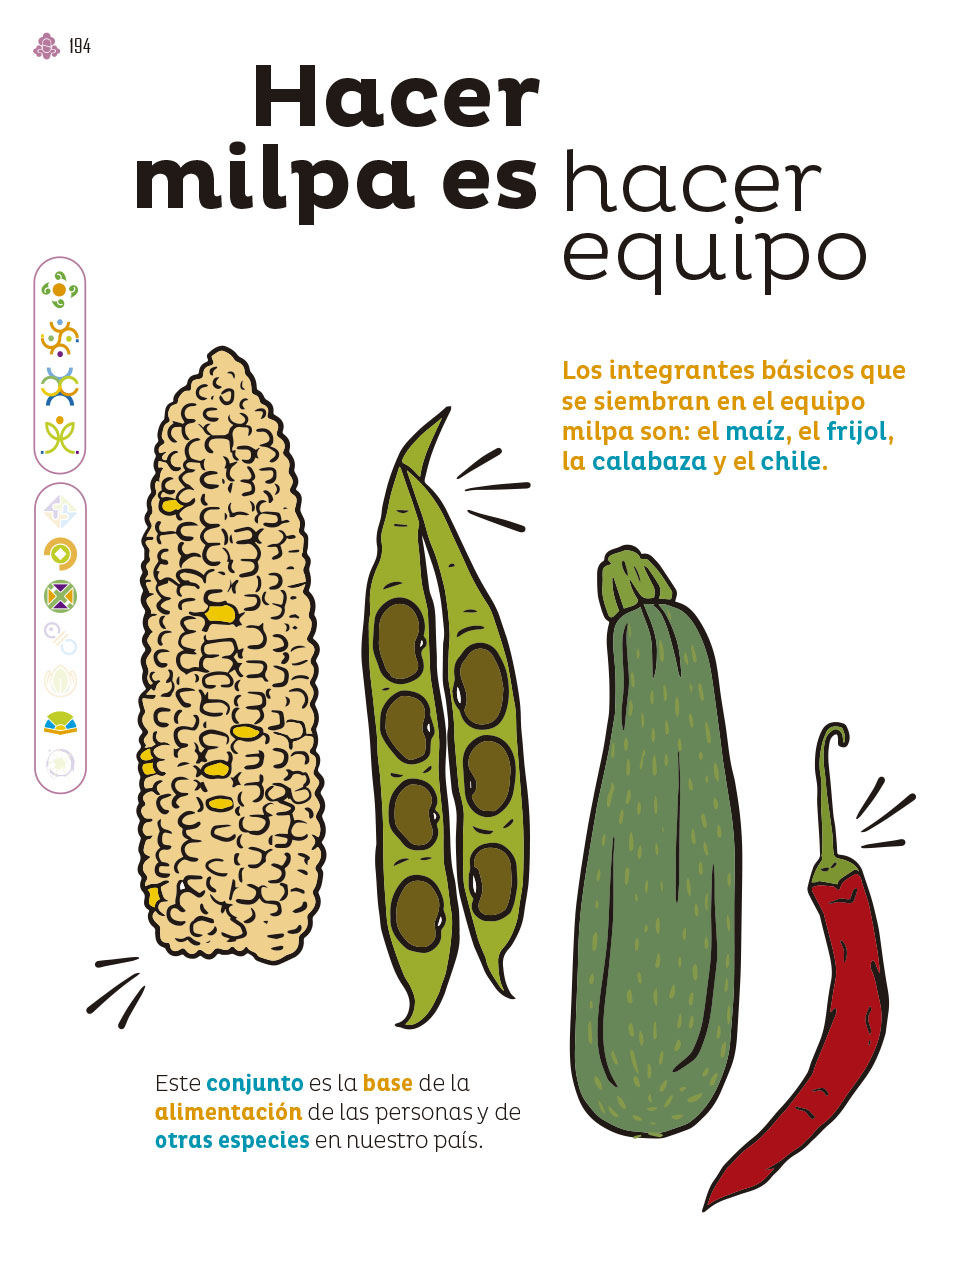 194
Hacer
milpa es hacer
equipo
Los integrantes básicos que
se siembran en el equipo
milpa son: el maíz, el frijol,
la calabaza y el chile.
Este conjunto es la base de la
alimentación de las personas y de
otras especies en nuestro país.